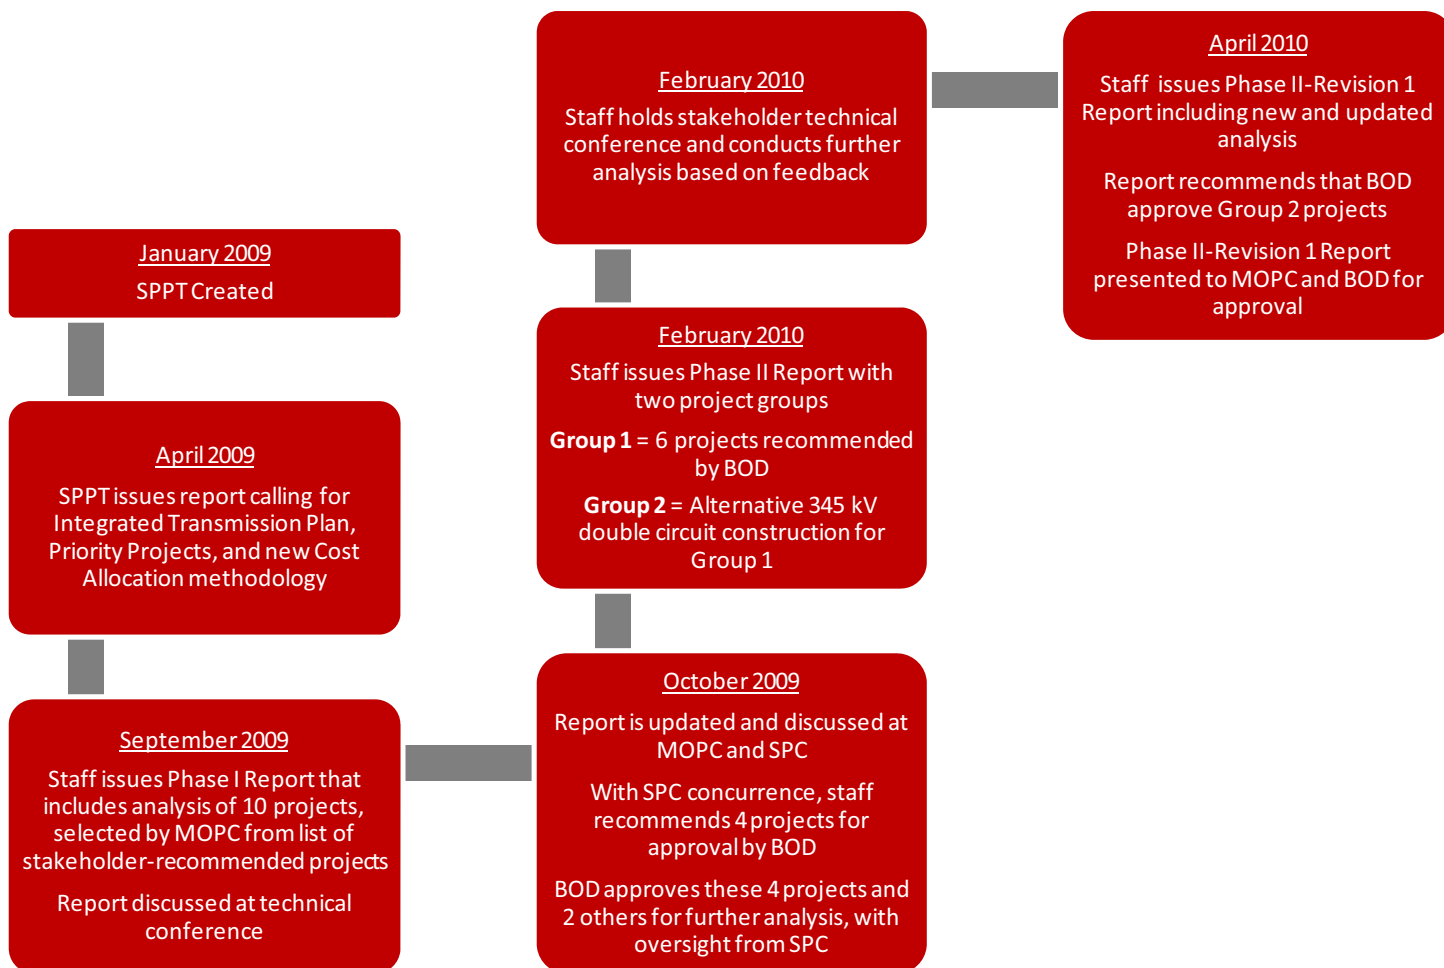 January 2009
SPPT Created
April 2009
SPPT issues report calling for
Integrated Transmission Plan,
Priority Projects, and new Cost
Allocation methodology
September 2009
Staff issues Phase I Report that
includes analysis of 10 projects,
selected by MOPC from list of
stakeholder-recommended projects
Report discussed at technical
conference
October 2009
Report is updated and discussed at
MOPC and SPC
With SPC concurrence, staff
recommends 4 projects for
approval by BOD
BOD approves these 4 projects and
2 others for further analysis, with
oversight from SPC
February 2010
Staff issues Phase II Report with
two project groups
Group 1 = 6 projects recommended
by BOD
Group 2 = Alternative 345 kV
double circuit construction for
Group 1
February 2010
Staff holds stakeholder technical
conference and conducts further
analysis based on feedback
April 2010
Staff issues Phase II-Revision 1
Report including new and updated
analysis
Report recommends that BOD
approve Group 2 projects
Phase II-Revision 1 Report
presented to MOPC and BOD for
approval